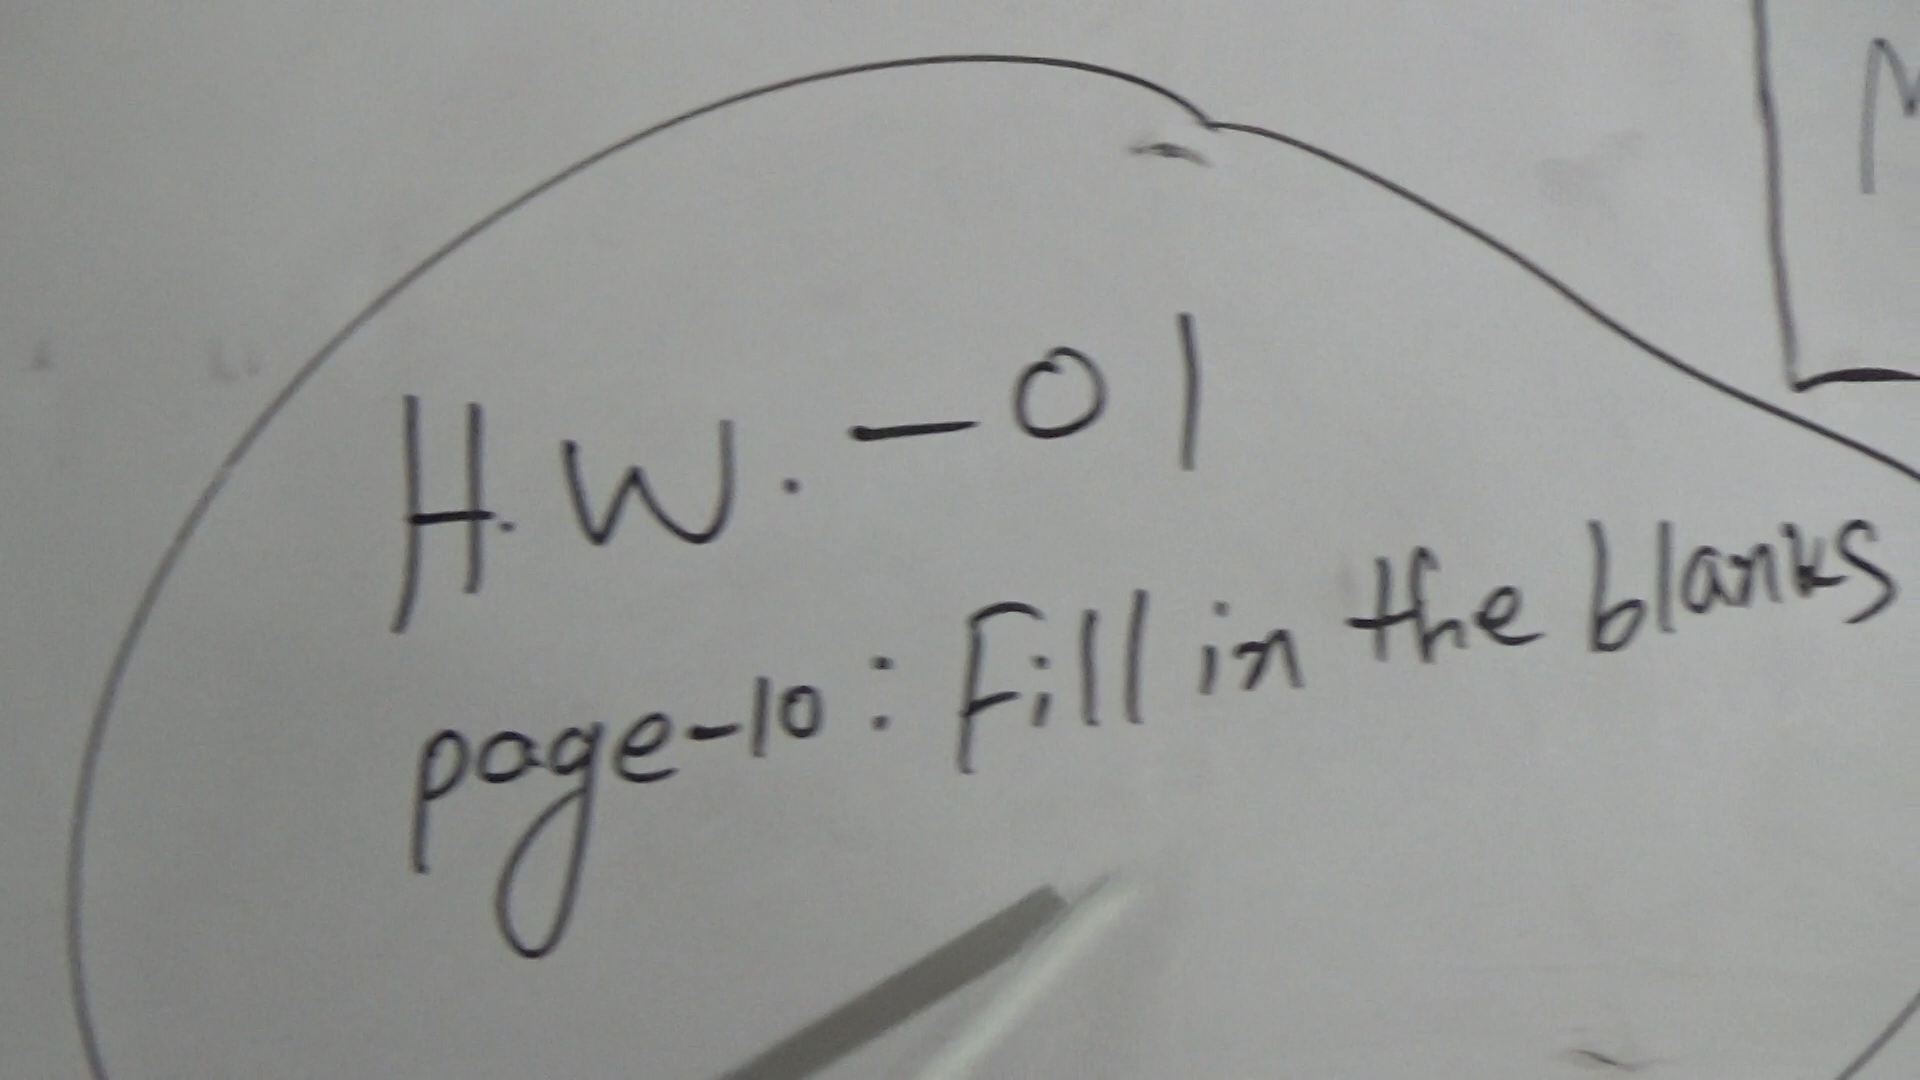 H.W. - 01
page-10: Fill in the blanks